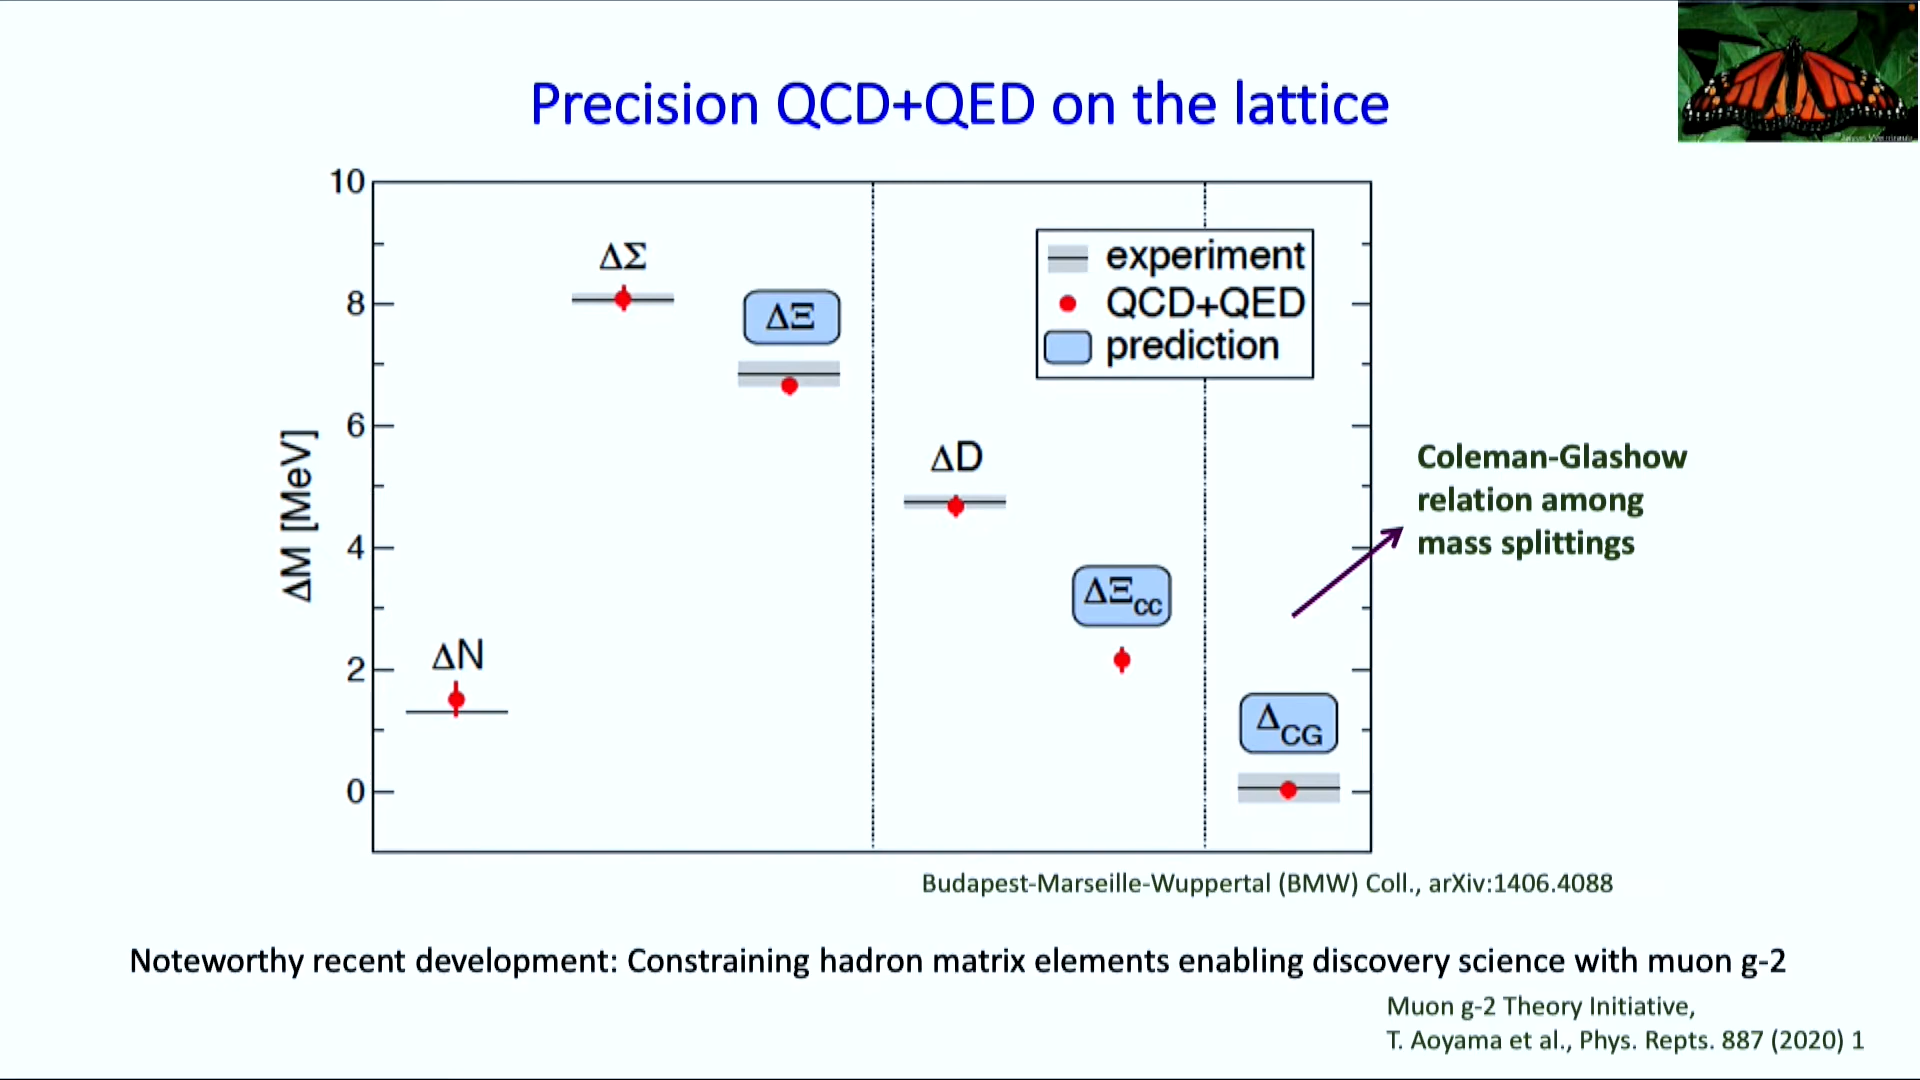 Precision QCD+QED on the lattice
10
8
6
4
2
0
ΔM [MeV]
ΔN
ΔΣ
ΔΞ
ΔD
ΔΞcc
ΔCG
experiment
QCD+QED
prediction
Coleman-Glashow
relation among
mass splittings
Budapest-Marseille-Wuppertal (BMW) Coll., arXiv:1406.4088
Noteworthy recent development: Constraining hadron matrix elements enabling discovery science with muon g-2
Muon g-2 Theory Initiative,
T. Aoyama et al., Phys. Repts. 887 (2020) 1